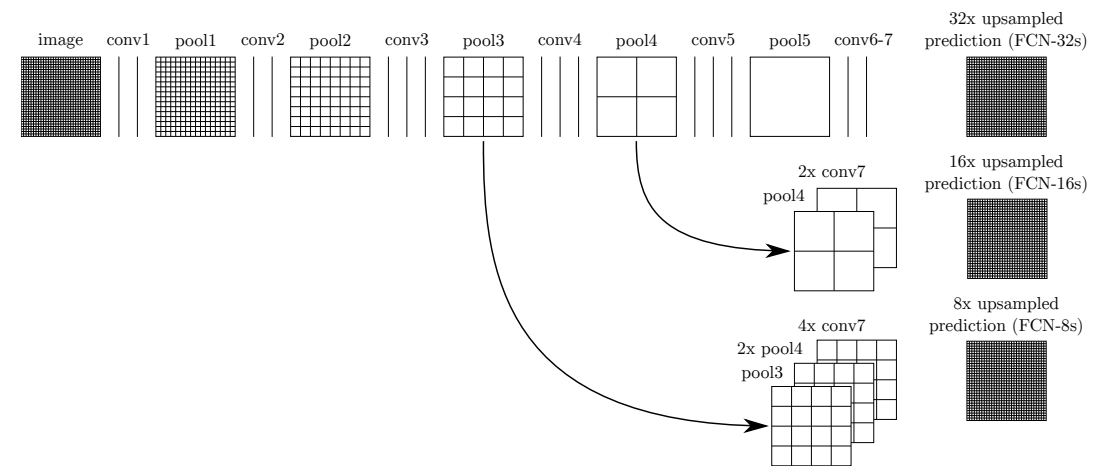 image
conv1
pool1
conv2
pool2
conv3
pool3
conv4
pool4
conv5
pool5
conv6-7
32x upsampled
prediction (FCN-32s)
2x conv7
pool4
16x upsampled
prediction (FCN-16s)
4x conv7
2x pool4
pool3
8x upsampled
prediction (FCN-8s)